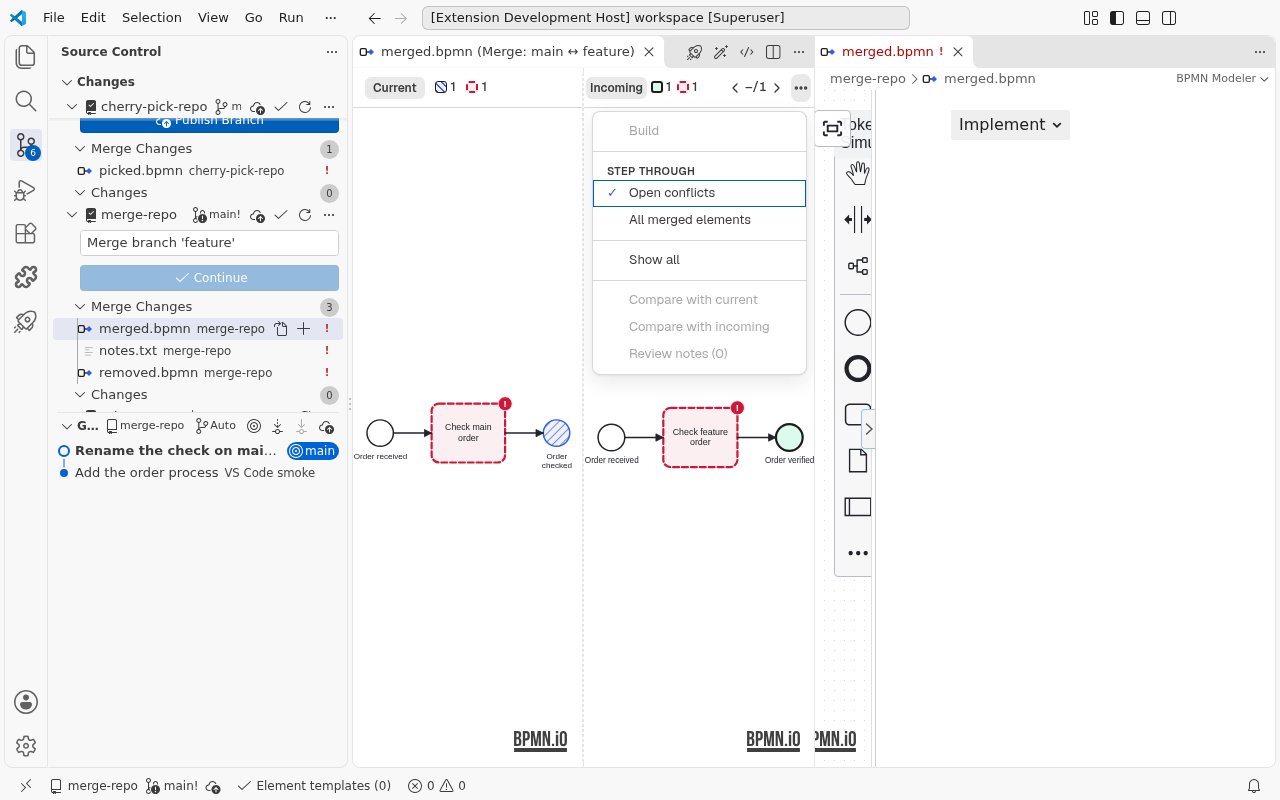 File Edit Selection View Go Run
[Extension Development Host] workspace [Superuser]
Source Control
Changes
cherry-pick-repo m
Publish Branch
Merge Changes 1
picked.bpmn cherry-pick-repo !
Changes 0
merge-repo main!
Merge branch 'feature'
Continue
Merge Changes 3
merged.bpmn merge-repo !
notes.txt merge-repo !
removed.bpmn merge-repo !
Changes 0
G... merge-repo Auto
Rename the check on mai... main
Add the order process VS Code smoke
6
merged.bpmn (Merge: main ↔ feature)
Current 1 1
Incoming 1 1 –/1
Build
STEP THROUGH
✓ Open conflicts
All merged elements
Show all
Compare with current
Compare with incoming
Review notes (0)
Order received
Check main
order
!
Order
checked
BPMN.iO
Order received
Check feature
order
!
Order verified
BPMN.iO
merged.bpmn !
merge-repo > merged.bpmn
BPMN Modeler
Implement
PMN.iO
merge-repo main! Element templates (0) 0 0